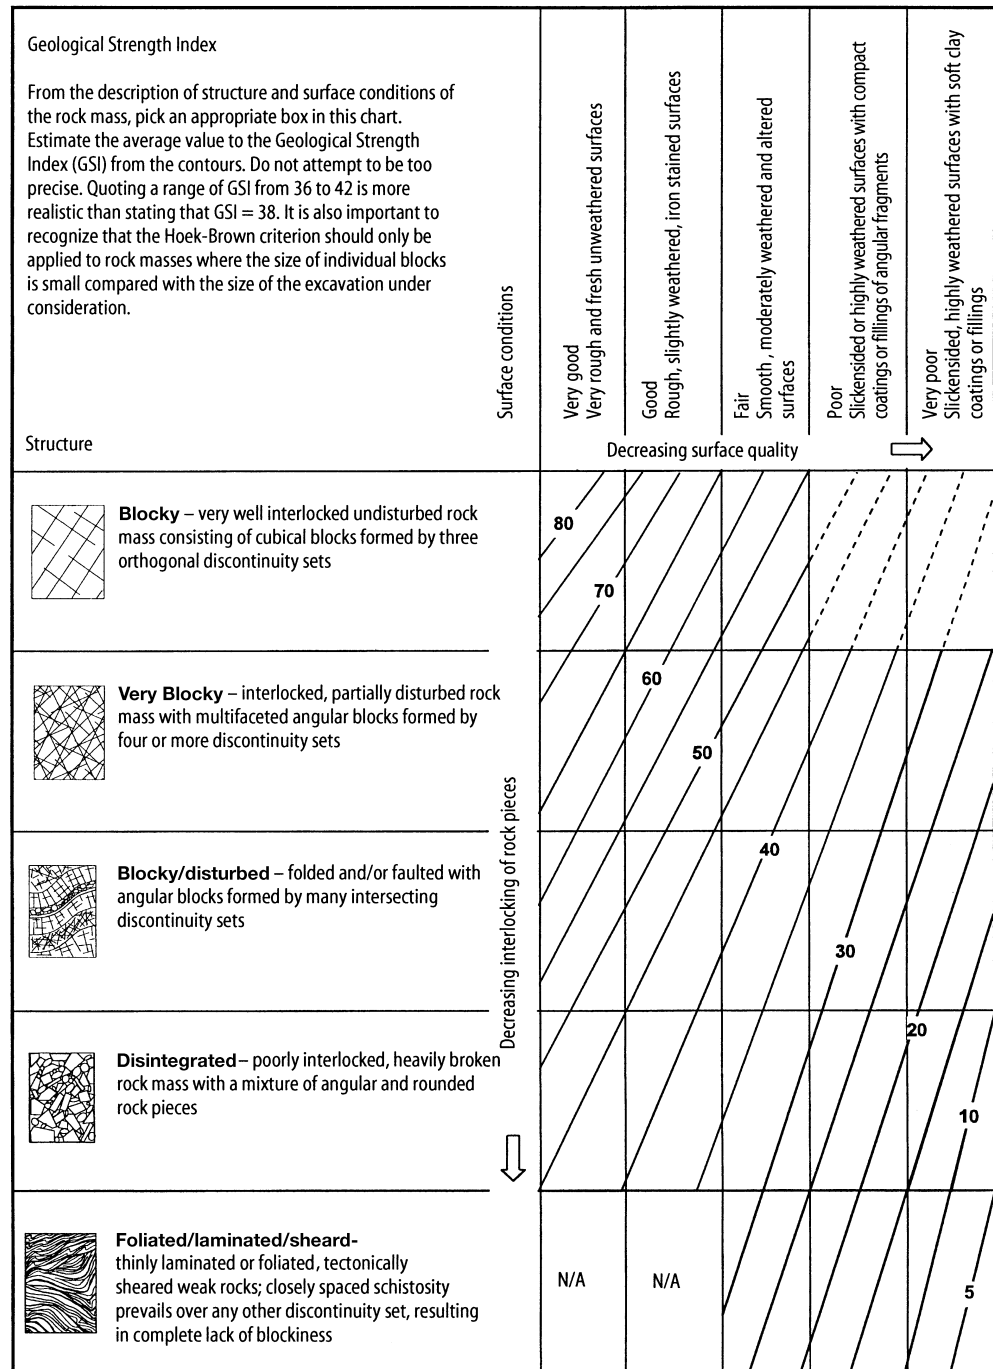 Geological Strength Index
From the description of structure and surface conditions of
the rock mass, pick an appropriate box in this chart.
Estimate the average value to the Geological Strength
Index (GSI) from the contours. Do not attempt to be too
precise. Quoting a range of GSI from 36 to 42 is more
realistic than stating that GSI = 38. It is also important to
recognize that the Hoek-Brown criterion should only be
applied to rock masses where the size of individual blocks
is small compared with the size of the excavation under
consideration.
Structure
Surface conditions
Very good
Very rough and fresh unweathered surfaces
Good
Rough, slightly weathered, iron stained surfaces
Fair
Smooth , moderately weathered and altered
surfaces
Poor
Slickensided or highly weathered surfaces with compact
coatings or fillings of angular fragments
Very poor
Slickensided, highly weathered surfaces with soft clay
coatings or fillings
Decreasing surface quality
Decreasing interlocking of rock pieces
Blocky – very well interlocked undisturbed rock
mass consisting of cubical blocks formed by three
orthogonal discontinuity sets
80
70
Very Blocky – interlocked, partially disturbed rock
mass with multifaceted angular blocks formed by
four or more discontinuity sets
60
50
Blocky/disturbed – folded and/or faulted with
angular blocks formed by many intersecting
discontinuity sets
40
30
Disintegrated – poorly interlocked, heavily broken
rock mass with a mixture of angular and rounded
rock pieces
20
10
Foliated/laminated/sheard-
thinly laminated or foliated, tectonically
sheared weak rocks; closely spaced schistosity
prevails over any other discontinuity set, resulting
in complete lack of blockiness
N/A
N/A
5